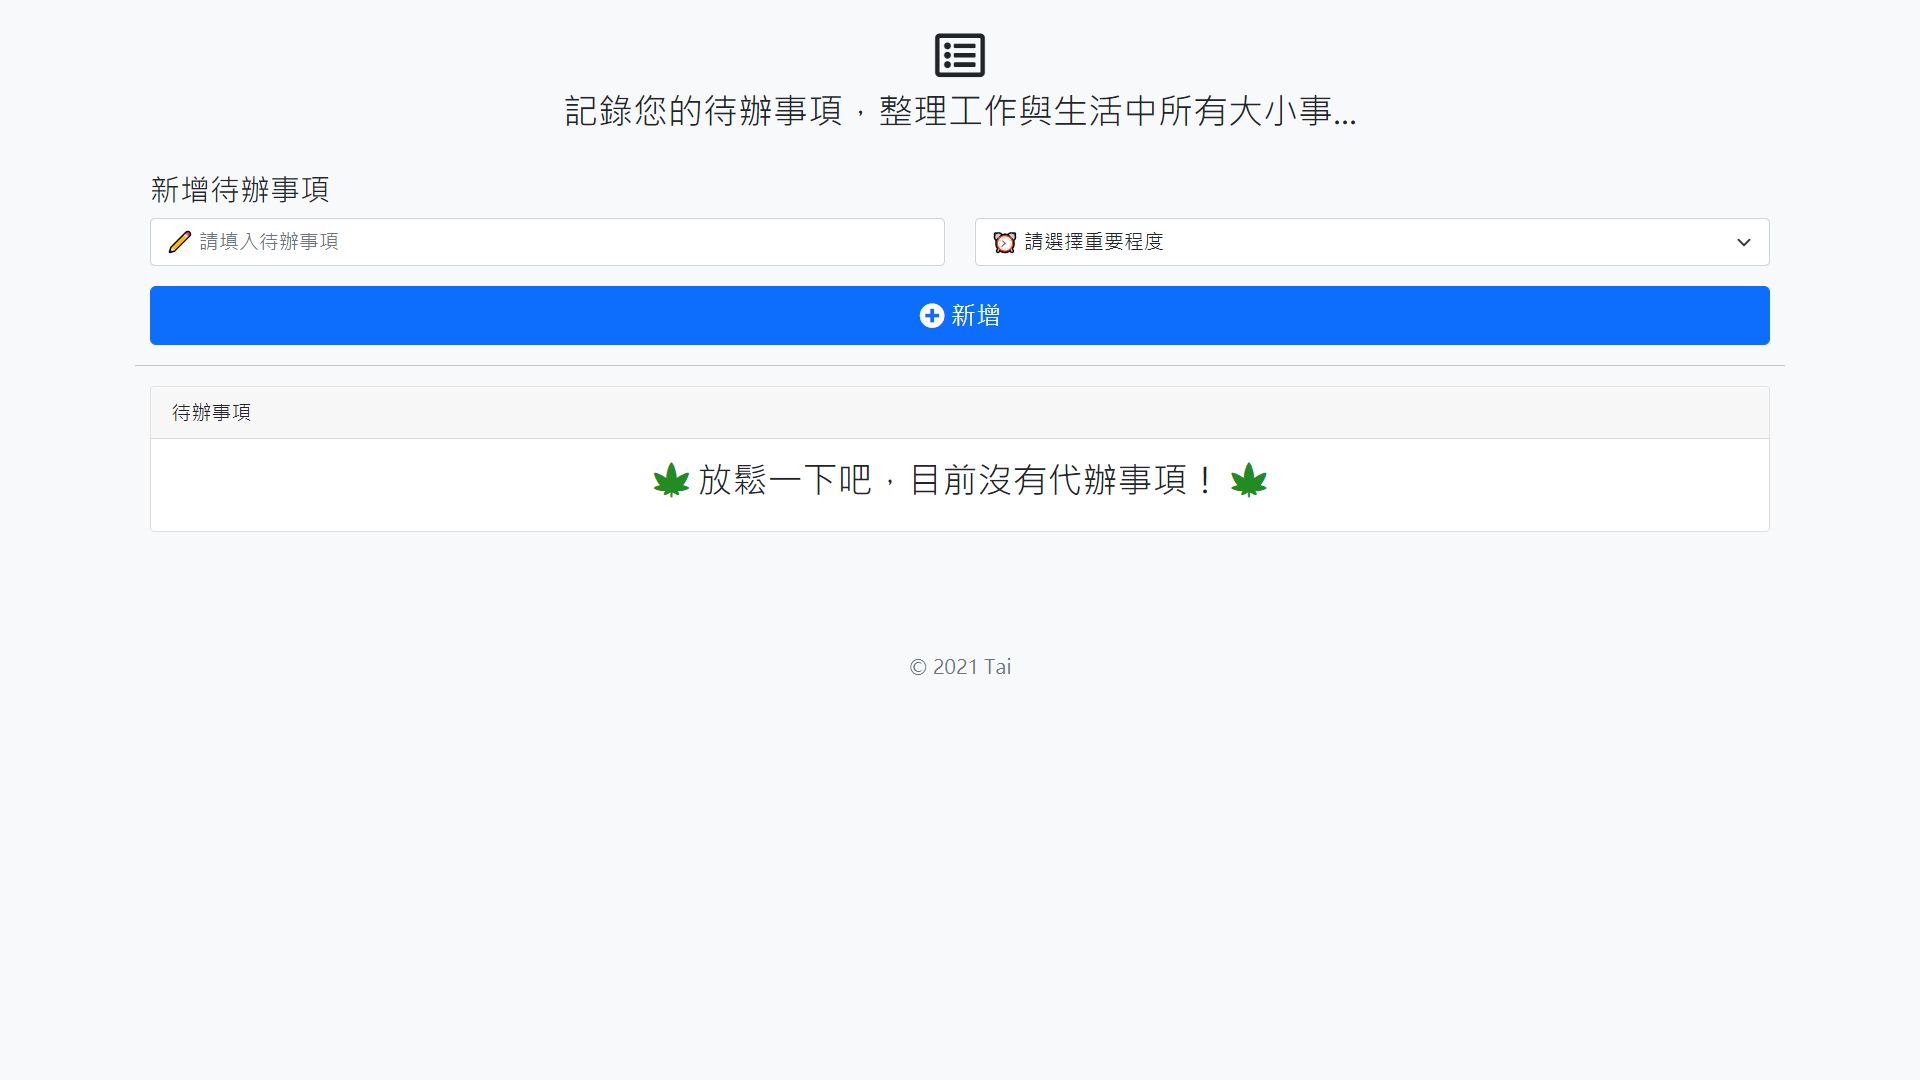 記錄您的待辦事項，整理工作與生活中所有大小事...
新增待辦事項
請填入待辦事項
請選擇重要程度
新增
待辦事項
放鬆一下吧，目前沒有代辦事項！
© 2021 Tai